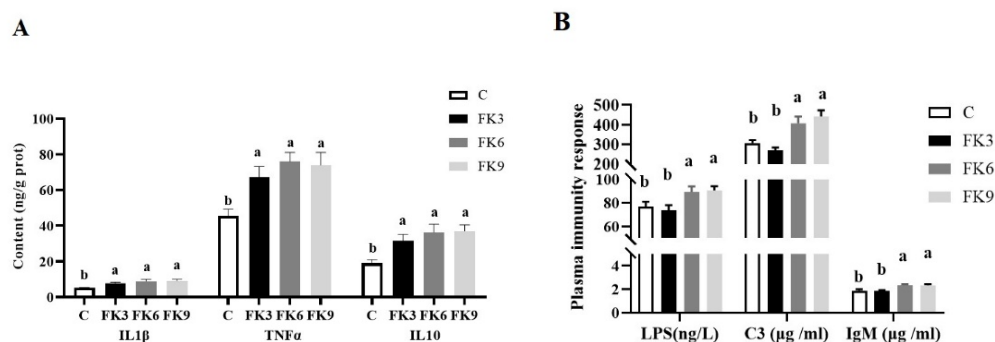 A
C
FK3
FK6
FK9
Content (ng/g prot)
100
80
60
40
20
0
b a a a
b a a a
b a a a
C FK3 FK6 FK9 C FK3 FK6 FK9 C FK3 FK6 FK9
IL1β TNFα IL10
B
C
FK3
FK6
FK9
Plasma immunity response
500
400
300
200
100
80
60
4
2
0
b b a a
b b a a
b b a a
LPS(ng/L) C3 (μg /ml) IgM (μg /ml)